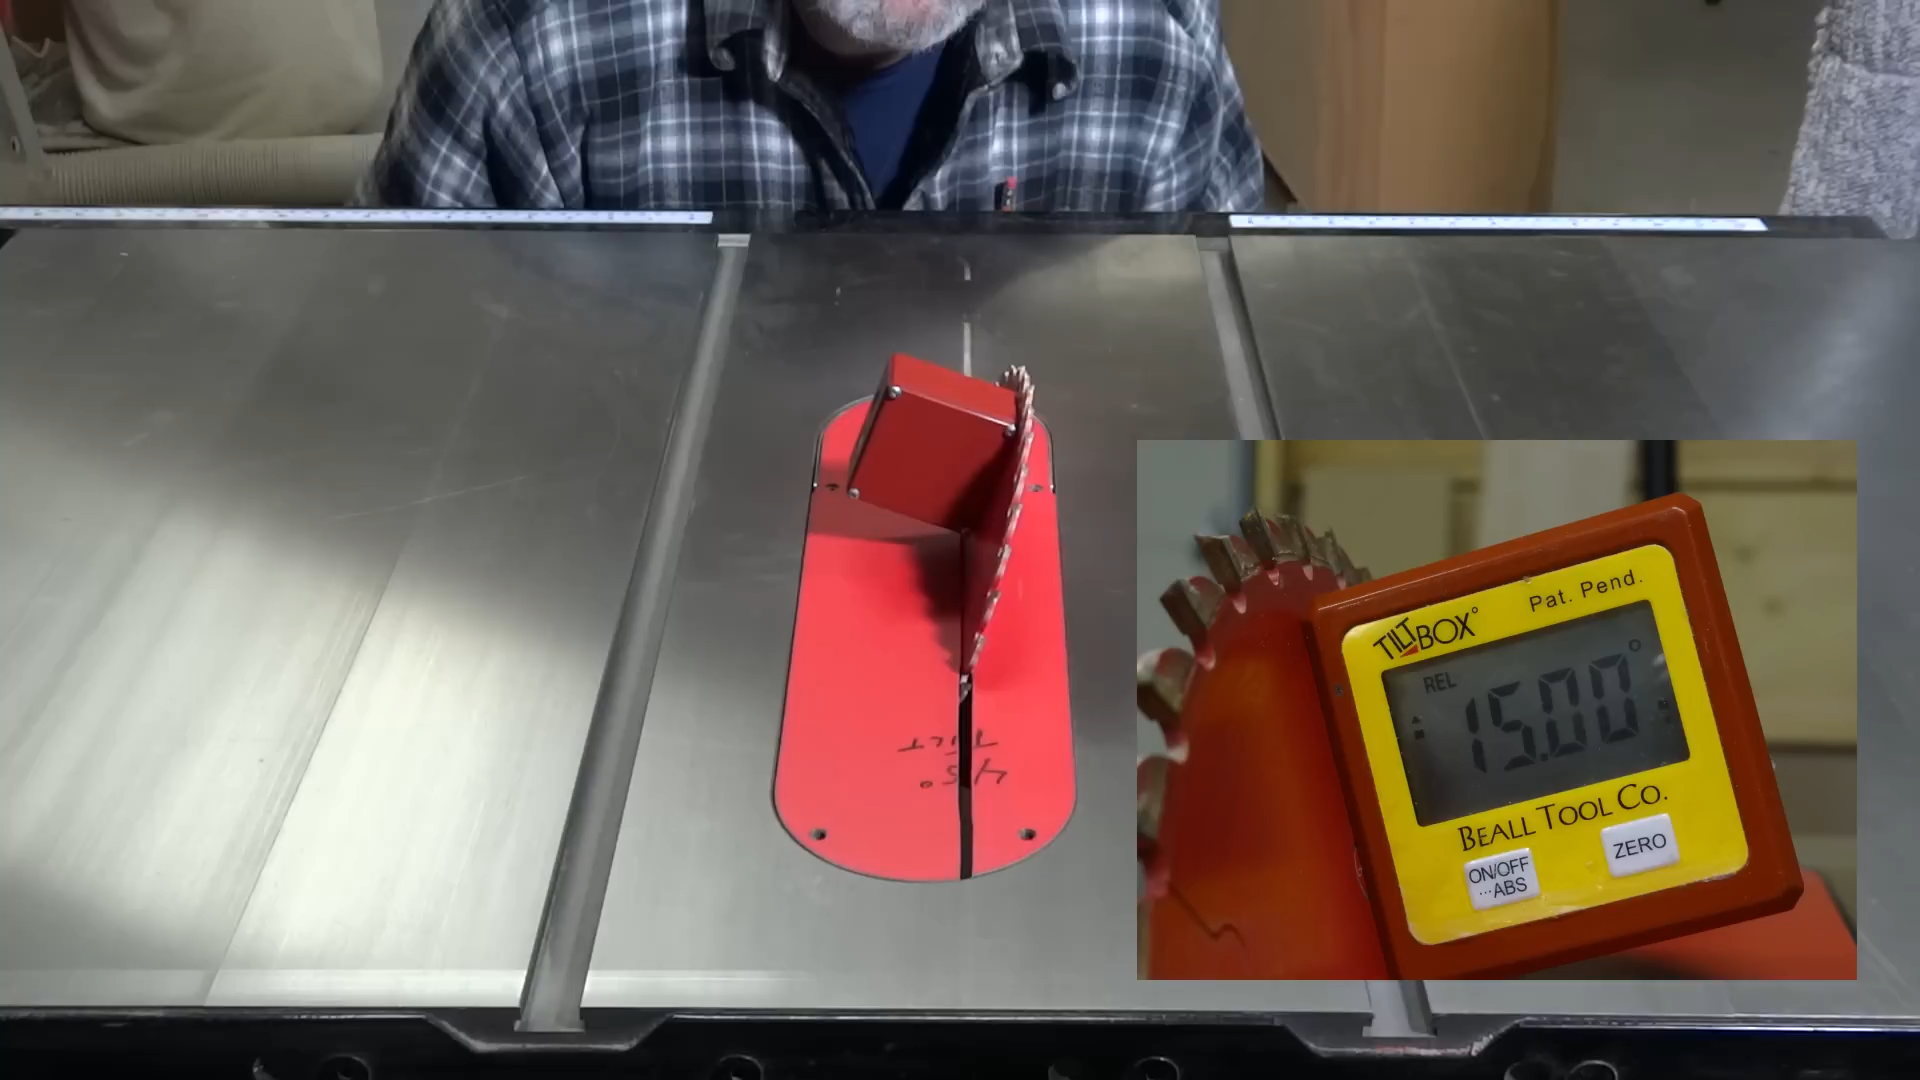 TILT
45°
TILTBOX°
Pat. Pend.
REL
15.00°
BEALL TOOL CO.
ON/OFF
...ABS
ZERO